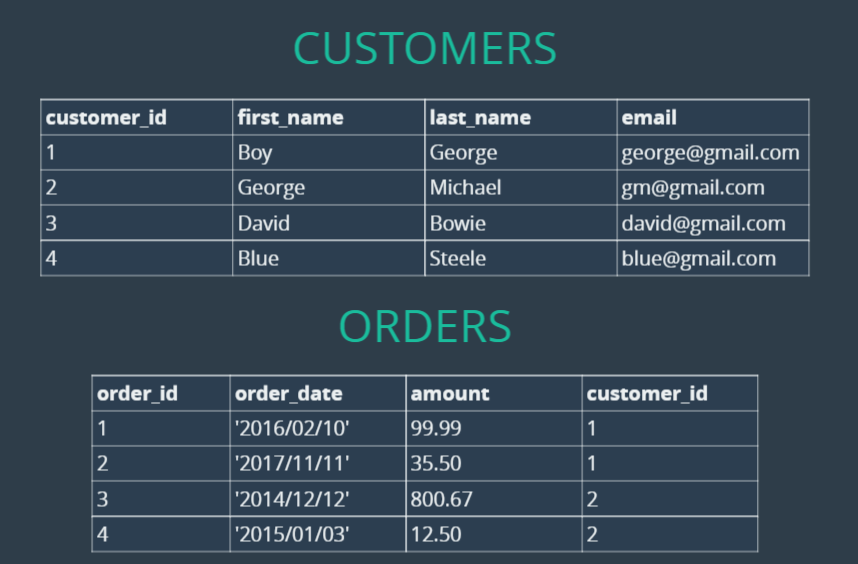 CUSTOMERS
customer_id first_name last_name email
1 Boy George george@gmail.com
2 George Michael gm@gmail.com
3 David Bowie david@gmail.com
4 Blue Steele blue@gmail.com
ORDERS
order_id order_date amount customer_id
1 '2016/02/10' 99.99 1
2 '2017/11/11' 35.50 1
3 '2014/12/12' 800.67 2
4 '2015/01/03' 12.50 2